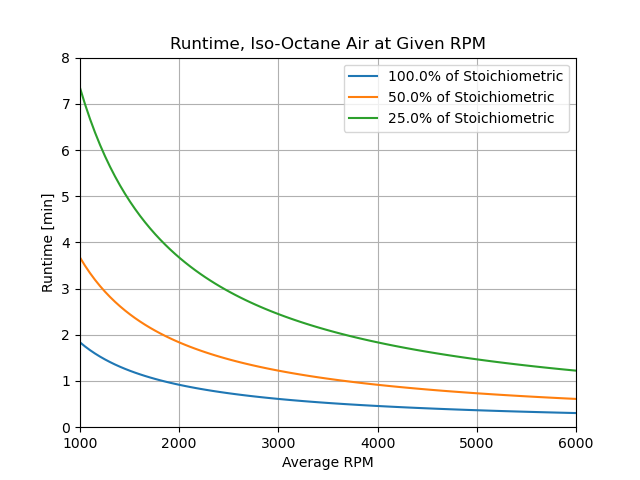 Runtime, Iso-Octane Air at Given RPM
100.0% of Stoichiometric
50.0% of Stoichiometric
25.0% of Stoichiometric
Runtime [min]
8
7
6
5
4
3
2
1
0
1000 2000 3000 4000 5000 6000
Average RPM